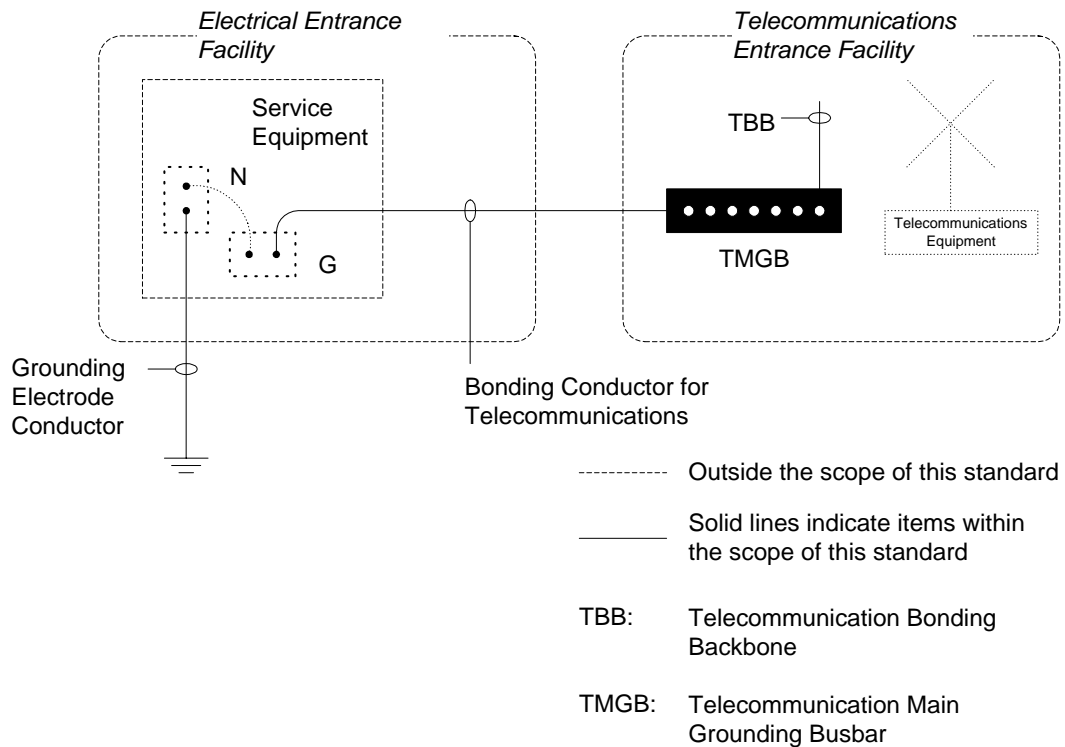 Electrical Entrance
Facility
Telecommunications
Entrance Facility
Service
Equipment
N
G
TBB
TMGB
Telecommunications
Equipment
Grounding
Electrode
Conductor
Bonding Conductor for
Telecommunications
Outside the scope of this standard
Solid lines indicate items within
the scope of this standard
TBB: Telecommunication Bonding
Backbone
TMGB: Telecommunication Main
Grounding Busbar